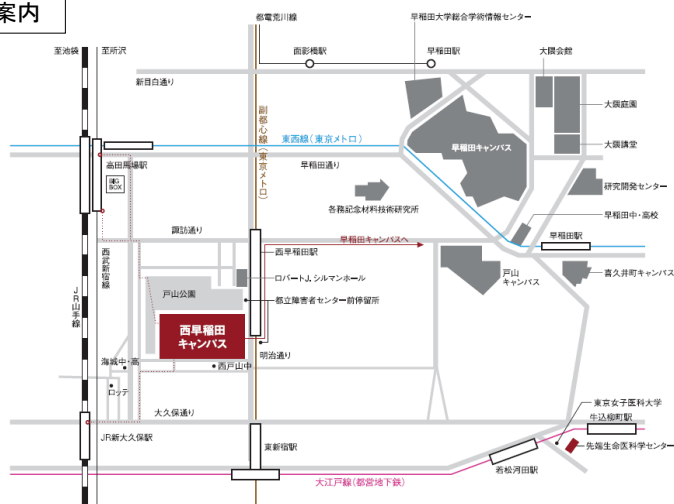 案内
都電荒川線
早稲田大学総合学術情報センター
至池袋
至所沢
面影橋駅
早稲田駅
大隈会館
新目白通り
大隈庭園
副都心線(東京メトロ)
東西線(東京メトロ)
早稲田キャンパス
大隈講堂
高田馬場駅
早稲田通り
BIG
BOX
研究開発センター
各務記念材料技術研究所
早稲田中・高校
諏訪通り
早稲田キャンパスへ
早稲田駅
西早稲田駅
西武新宿線
ロバートJ. シルマンホール
戸山
キャンパス
喜久井町キャンパス
JR山手線
戸山公園
都立障害者センター前停留所
西早稲田
キャンパス
明治通り
海城中・高
西戸山中
ロッテ
東京女子医科大学
大久保通り
牛込柳町駅
JR新大久保駅
東新宿駅
先端生命医科学センター
若松河田駅
大江戸線(都営地下鉄)